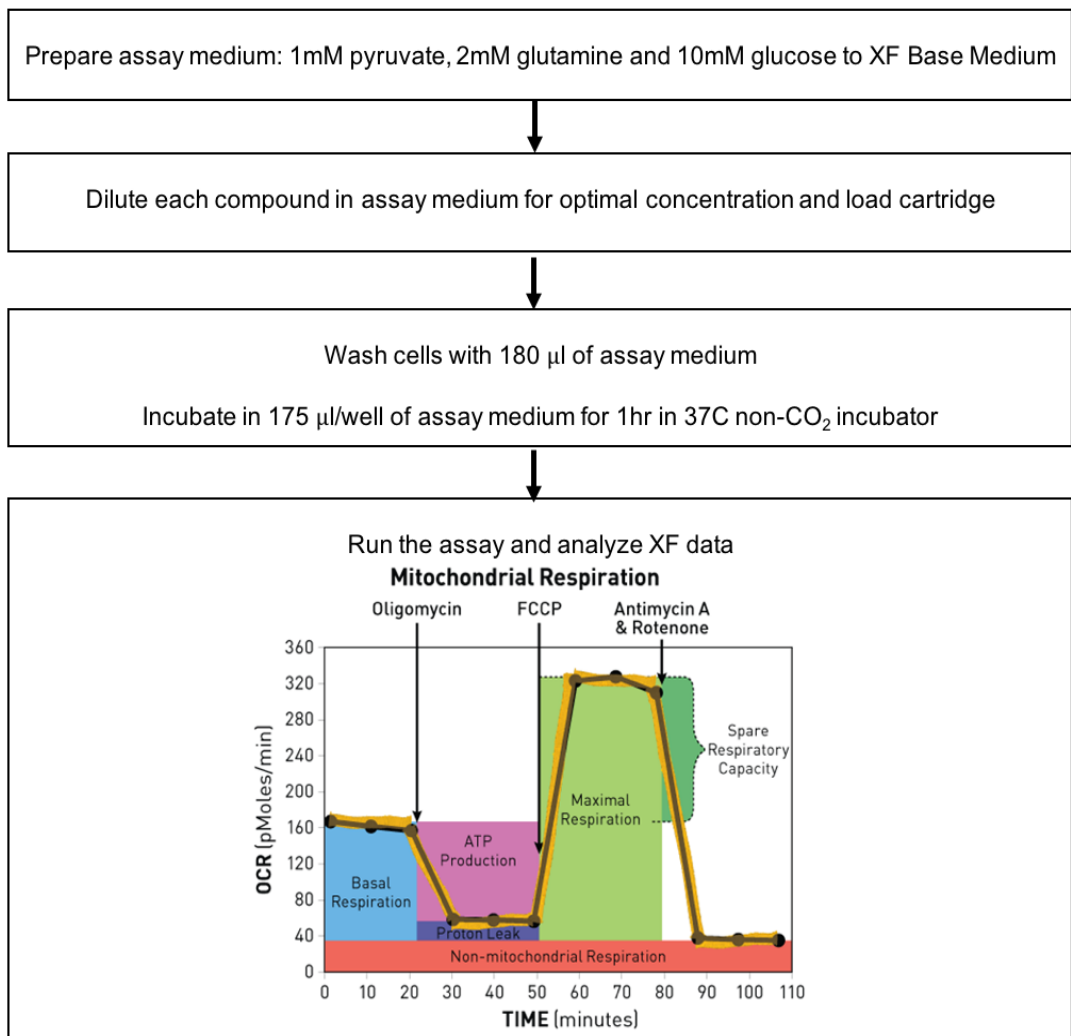 Prepare assay medium: 1mM pyruvate, 2mM glutamine and 10mM glucose to XF Base Medium
Dilute each compound in assay medium for optimal concentration and load cartridge
Wash cells with 180 μl of assay medium
Incubate in 175 μl/well of assay medium for 1hr in 37C non-CO₂ incubator
Run the assay and analyze XF data
Mitochondrial Respiration
Oligomycin
FCCP
Antimycin A
& Rotenone
360
320
280
240
200
160
120
80
40
0
OCR (pMoles/min)
Basal
Respiration
ATP
Production
Proton Leak
Maximal
Respiration
Spare
Respiratory
Capacity
Non-mitochondrial Respiration
0 10 20 30 40 50 60 70 80 90 100 110
TIME (minutes)